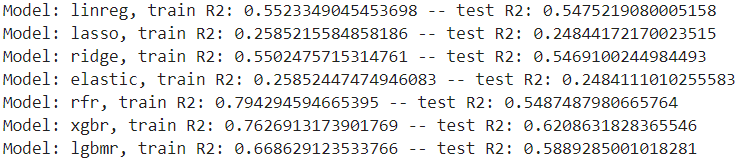 Model: linreg, train R2: 0.5523349045453698 -- test R2: 0.5475219080005158
Model: lasso, train R2: 0.2585215584858186 -- test R2: 0.24844172170023515
Model: ridge, train R2: 0.5502475715314761 -- test R2: 0.5469100244984493
Model: elastic, train R2: 0.25852447474946083 -- test R2: 0.2484111010255583
Model: rfr, train R2: 0.794294594665395 -- test R2: 0.5487487980665764
Model: xgbr, train R2: 0.7626913173901769 -- test R2: 0.6208631828365546
Model: lgbmr, train R2: 0.668629123533766 -- test R2: 0.5889285001018281